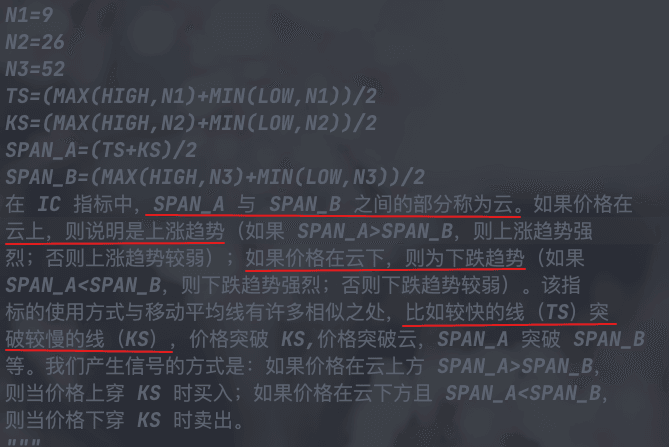 N1=9
N2=26
N3=52
TS=(MAX(HIGH,N1)+MIN(LOW,N1))/2
KS=(MAX(HIGH,N2)+MIN(LOW,N2))/2
SPAN_A=(TS+KS)/2
SPAN_B=(MAX(HIGH,N3)+MIN(LOW,N3))/2
在 IC 指标中，SPAN_A 与 SPAN_B 之间的部分称为云。如果价格在
云上，则说明是上涨趋势（如果 SPAN_A>SPAN_B，则上涨趋势强
烈；否则上涨趋势较弱）；如果价格在云下，则为下跌趋势（如果
SPAN_A<SPAN_B，则下跌趋势强烈；否则下跌趋势较弱）。该指
标的使用方式与移动平均线有许多相似之处，比如较快的线（TS）突
破较慢的线（KS），价格突破 KS,价格突破云，SPAN_A 突破 SPAN_B
等。我们产生信号的方式是：如果价格在云上方 SPAN_A>SPAN_B，
则当价格上穿 KS 时买入；如果价格在云下方且 SPAN_A<SPAN_B，
则当价格下穿 KS 时卖出。
"""